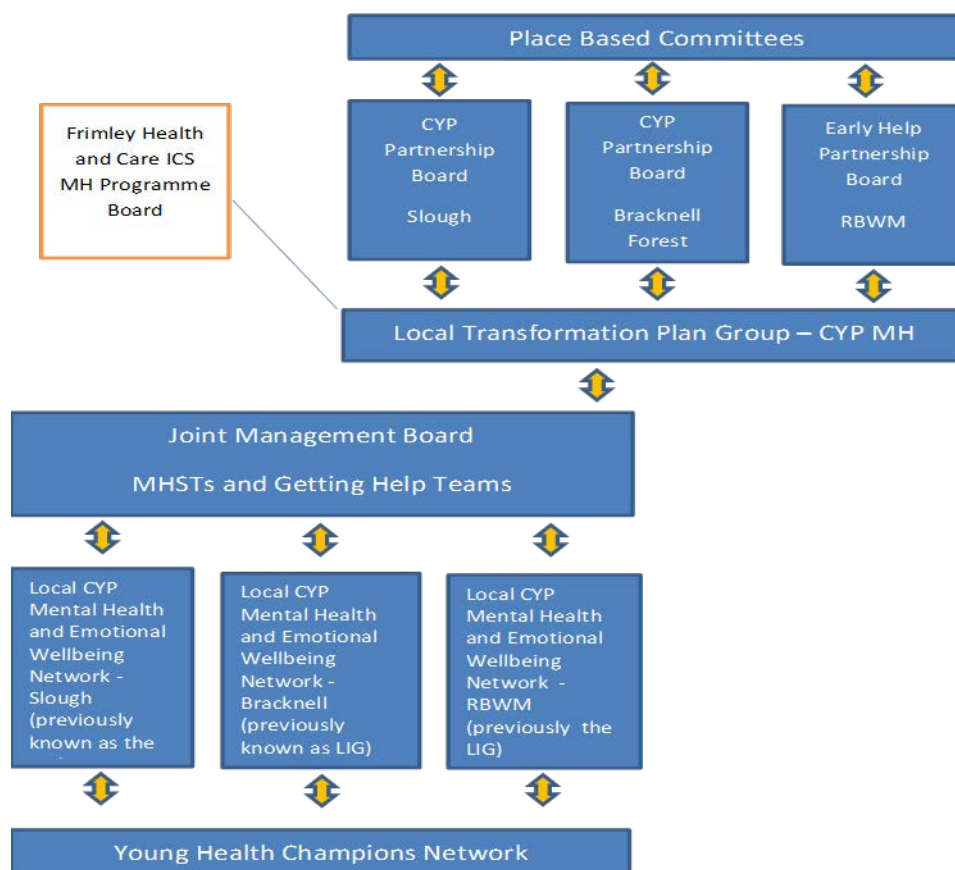 Place Based Committees
Frimley Health
and Care ICS
MH Programme
Board
CYP
Partnership
Board
Slough
CYP
Partnership
Board
Bracknell
Forest
Early Help
Partnership
Board
RBWM
Local Transformation Plan Group – CYP MH
Joint Management Board
MHSTs and Getting Help Teams
Local CYP
Mental Health
and Emotional
Wellbeing
Network -
Slough
(previously
known as the
Local CYP
Mental Health
and Emotional
Wellbeing
Network -
Bracknell
(previously
known as LIG)
Local CYP
Mental Health
and Emotional
Wellbeing
Network -
RBWM
(previously the
LIG)
Young Health Champions Network